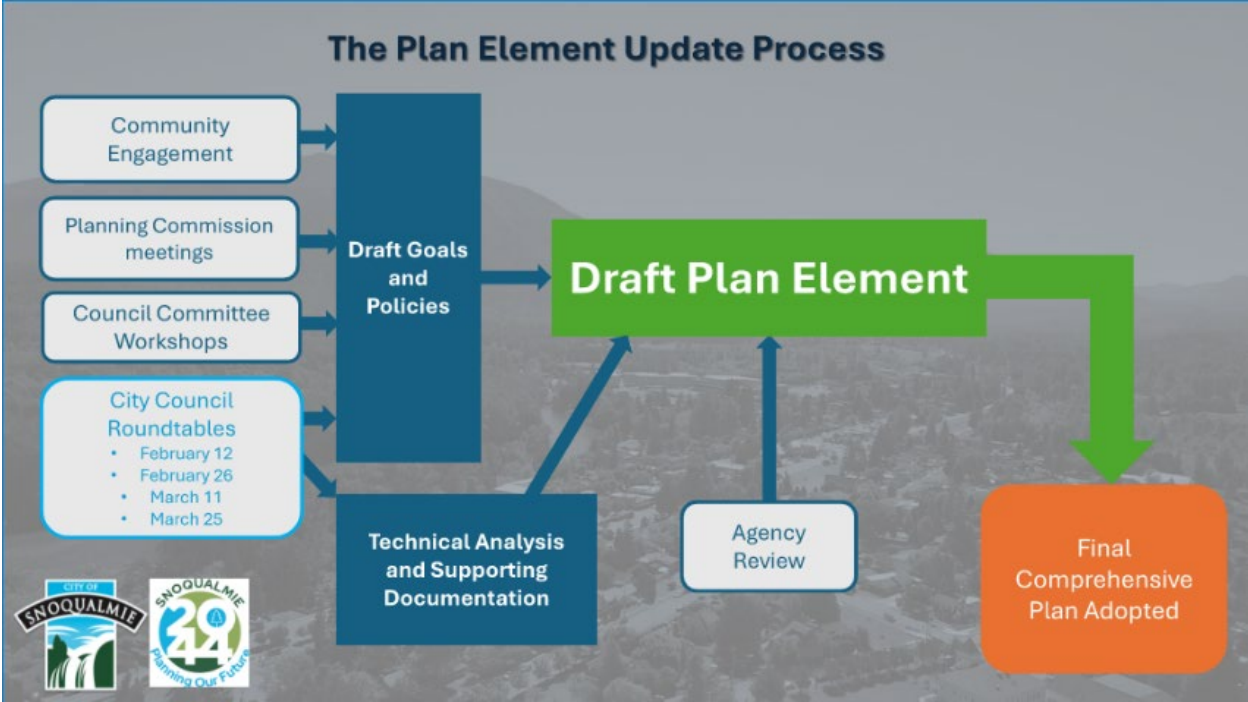 The Plan Element Update Process
Community
Engagement
Planning Commission
meetings
Council Committee
Workshops
City Council
Roundtables
• February 12
• February 26
• March 11
• March 25
Draft Goals
and
Policies
Technical Analysis
and Supporting
Documentation
Draft Plan Element
Agency
Review
Final
Comprehensive
Plan Adopted
CITY OF
SNOQUALMIE
SNOQUALMIE
20
44
Planning Our Future